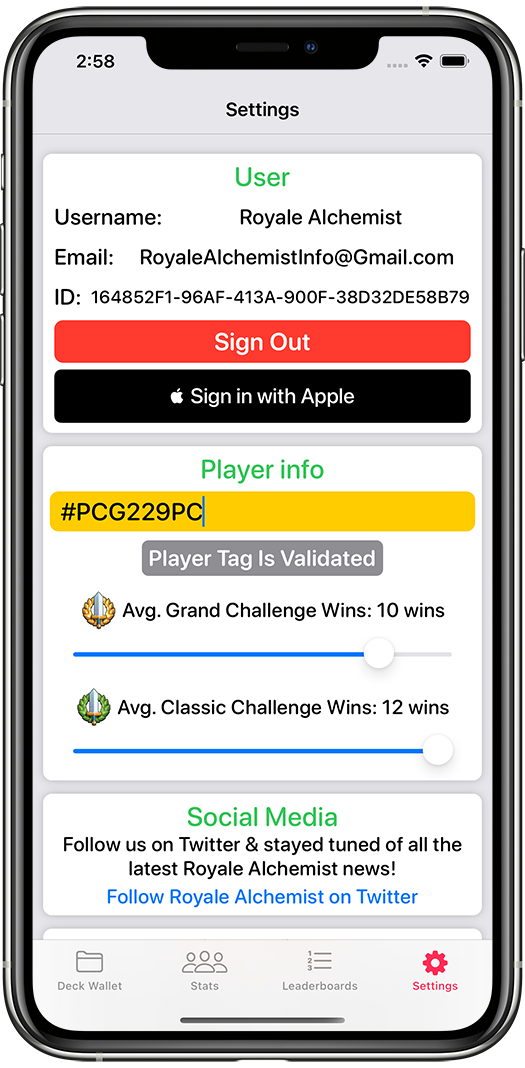 2:58
Settings
User
Username: Royale Alchemist
Email: RoyaleAlchemistInfo@Gmail.com
ID: 164852F1-96AF-413A-900F-38D32DE58B79
Sign Out
Sign in with Apple
Player info
#PCG229PC
Player Tag Is Validated
Avg. Grand Challenge Wins: 10 wins
Avg. Classic Challenge Wins: 12 wins
Social Media
Follow us on Twitter & stayed tuned of all the
latest Royale Alchemist news!
Follow Royale Alchemist on Twitter
Deck Wallet Stats Leaderboards Settings